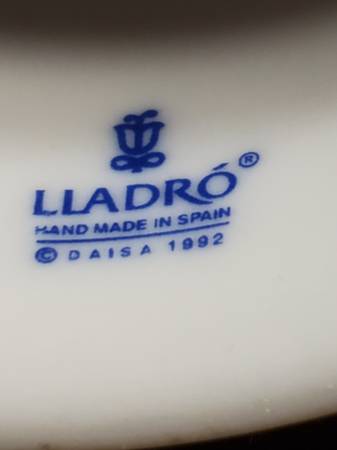 LLADRÓ®
HAND MADE IN SPAIN
© DAISA 1992